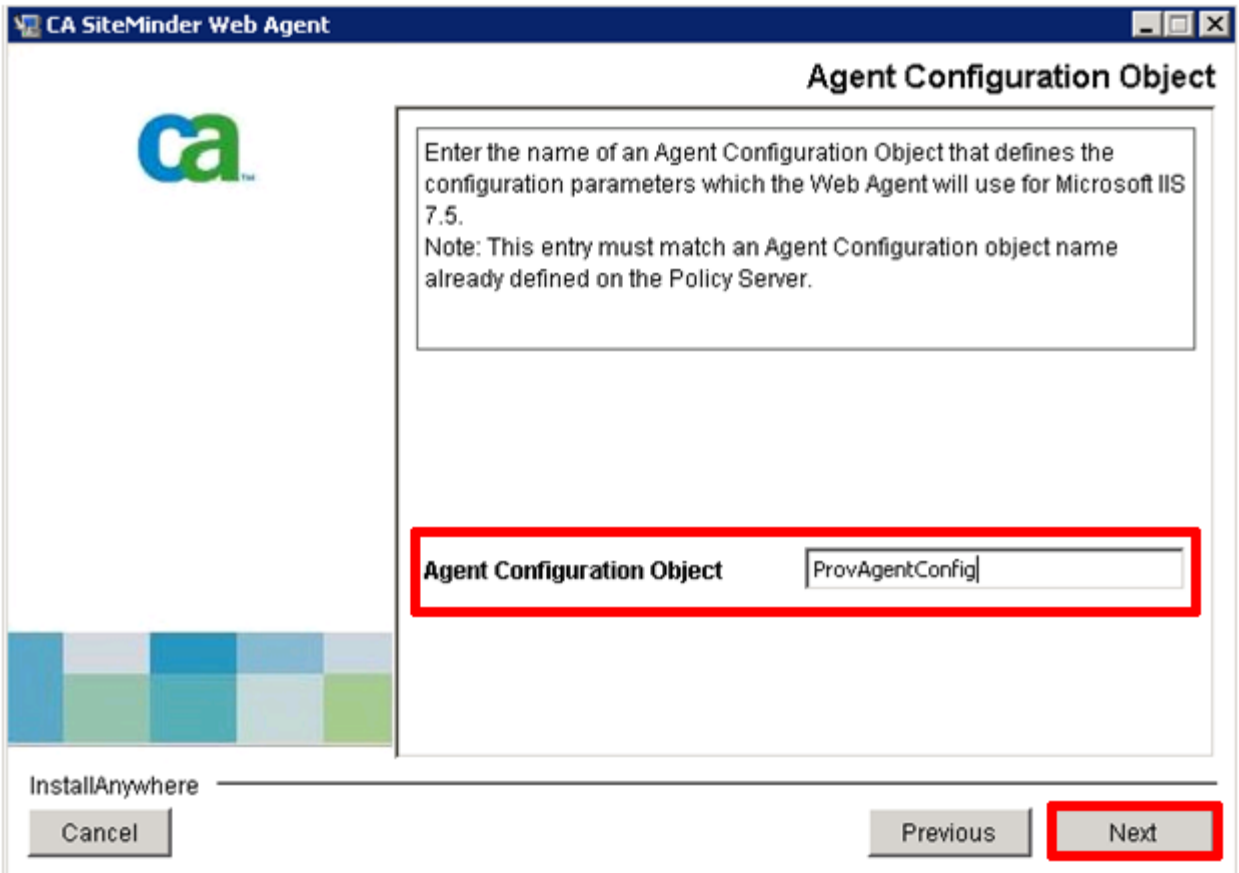 CA SiteMinder Web Agent
Agent Configuration Object
ca
TM
Enter the name of an Agent Configuration Object that defines the
configuration parameters which the Web Agent will use for Microsoft IIS
7.5.
Note: This entry must match an Agent Configuration object name
already defined on the Policy Server.
Agent Configuration Object
ProvAgentConfig
InstallAnywhere
Cancel
Previous
Next